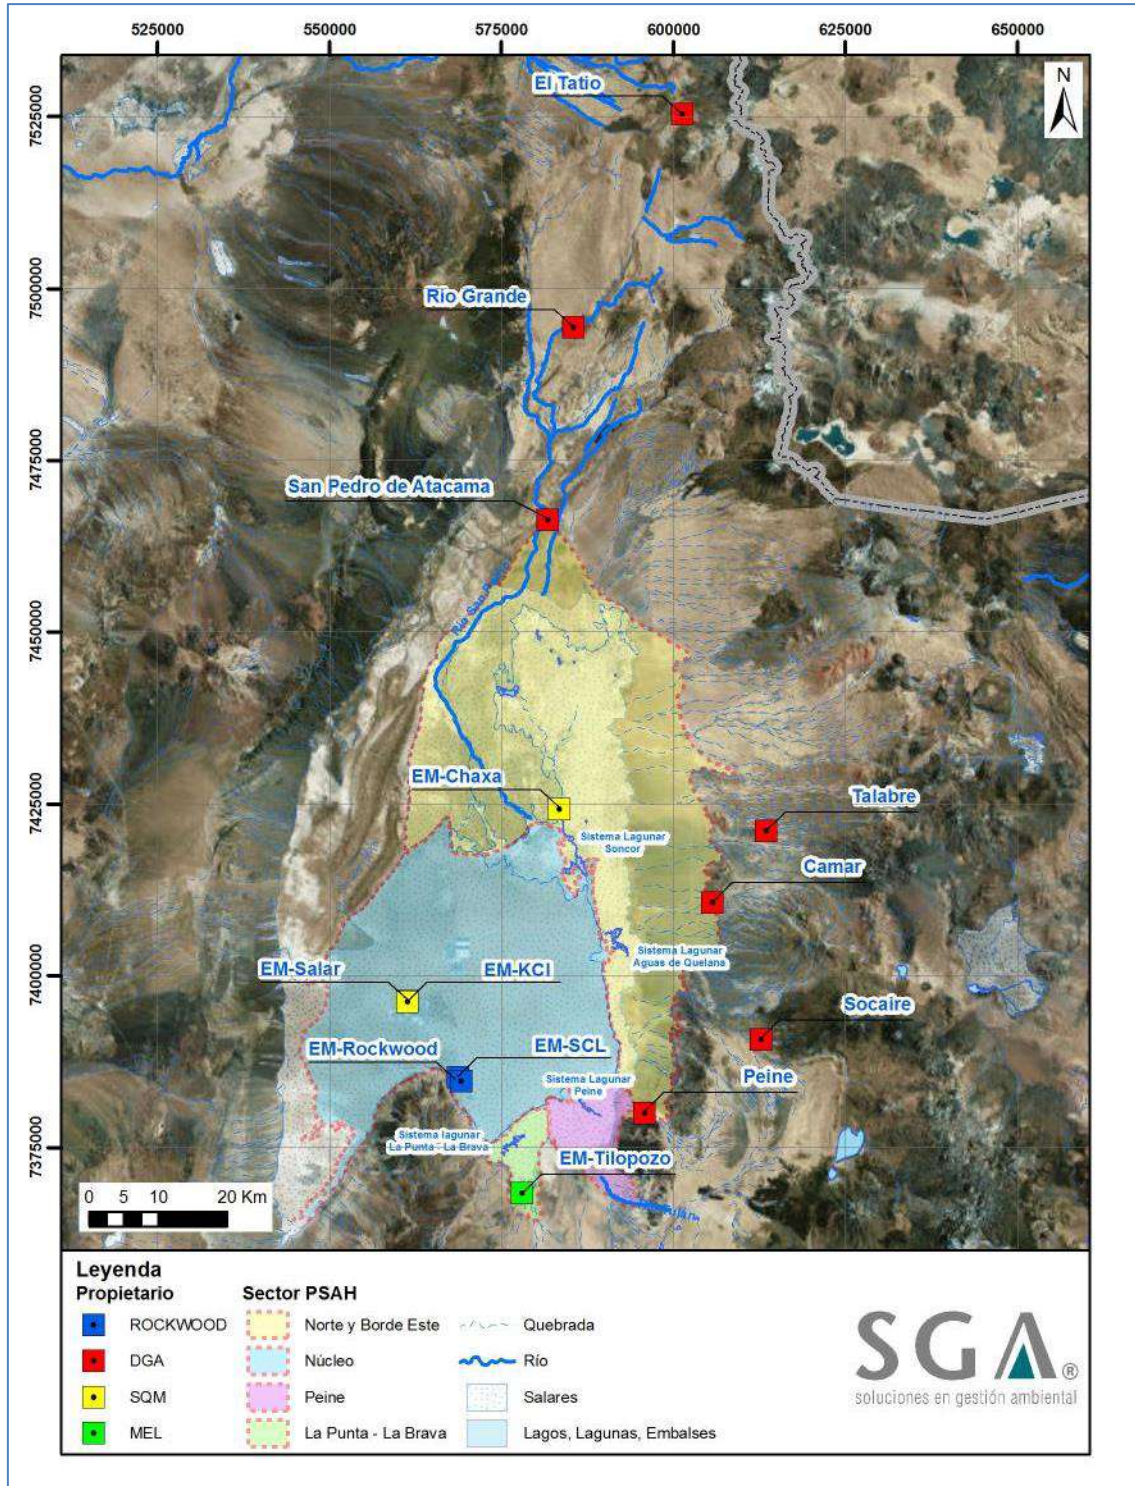 525000 550000 575000 600000 625000 650000
N
El Tatio
7525000
7500000
Rio Grande
7475000
San Pedro de Atacama
7450000
EM-Chaxa
7425000
Talabre
Sistema Lagunar
Soncor
Camar
Sistema Lagunar
Aguas de Quelana
EM-Salar
EM-KCl
7400000
Socaire
EM-Rockwood
EM-SCL
Sistema Lagunar
Peine
Peine
Sistema lagunar
La Punta - La Brava
7375000
EM-Tilopozo
0 5 10 20 Km
Leyenda
Propietario
ROCKWOOD
DGA
SQM
MEL
Sector PSAH
Norte y Borde Este
Núcleo
Peine
La Punta - La Brava
Quebrada
Río
Salares
Lagos, Lagunas, Embalses
SGA®
soluciones en gestión ambiental